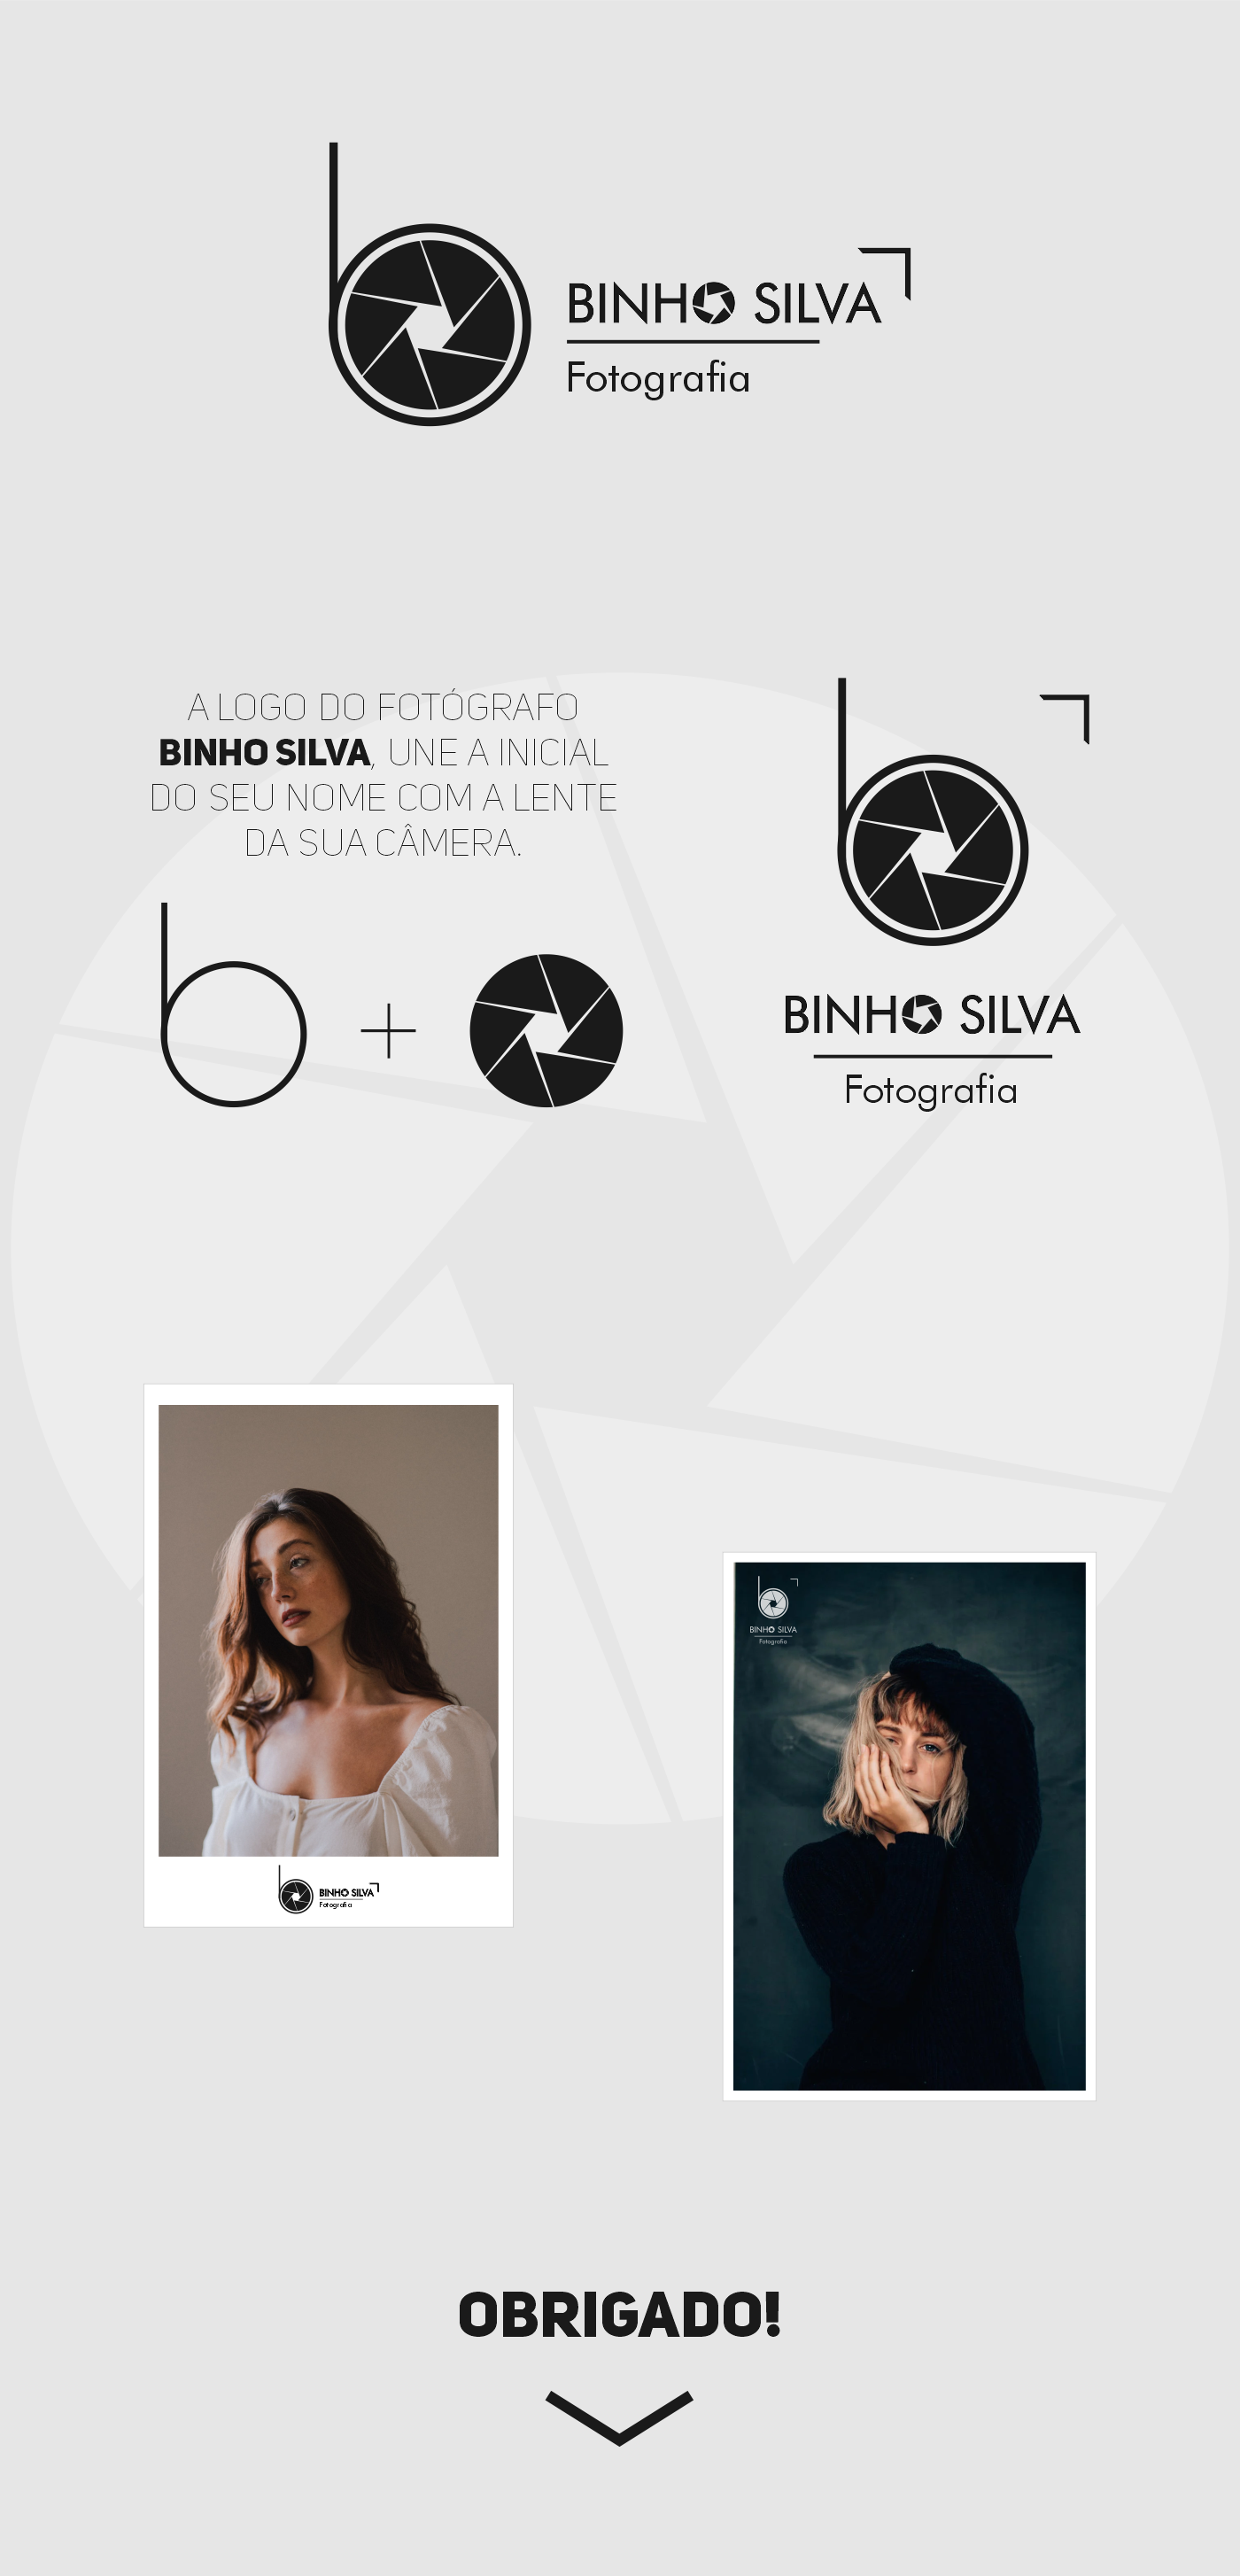 BINHO SILVA
Fotografia
A LOGO DO FOTÓGRAFO
BINHO SILVA, UNE A INICIAL
DO SEU NOME COM A LENTE
DA SUA CÂMERA.
b +
BINHO SILVA
Fotografia
BINHO SILVA
Fotografia
BINHO SILVA
Fotografia
OBRIGADO!